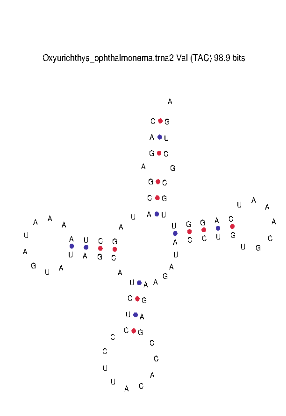 Oxyurichthys_ophthalmonema.trna2 Val (TAC) 98.9 bits
A
C G
A U
G C
A G
G C
C G
A U
U A
A A A
U
A
G U A
A U C G
U A G C
U G G A C
A C C U G
U A A
A
C
G
U
U
A
G
A
U A A
C G
U A
C G
C C
C C
U A
U A C